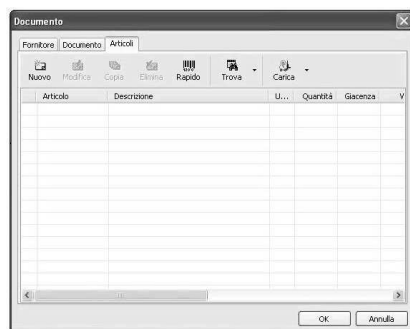 Documento
Fornitore Documento Articoli
Nuovo Modifica Copia Elimina Rapido Trova Carica
Articolo Descrizione U... Quantità Giacenza V
OK Annulla